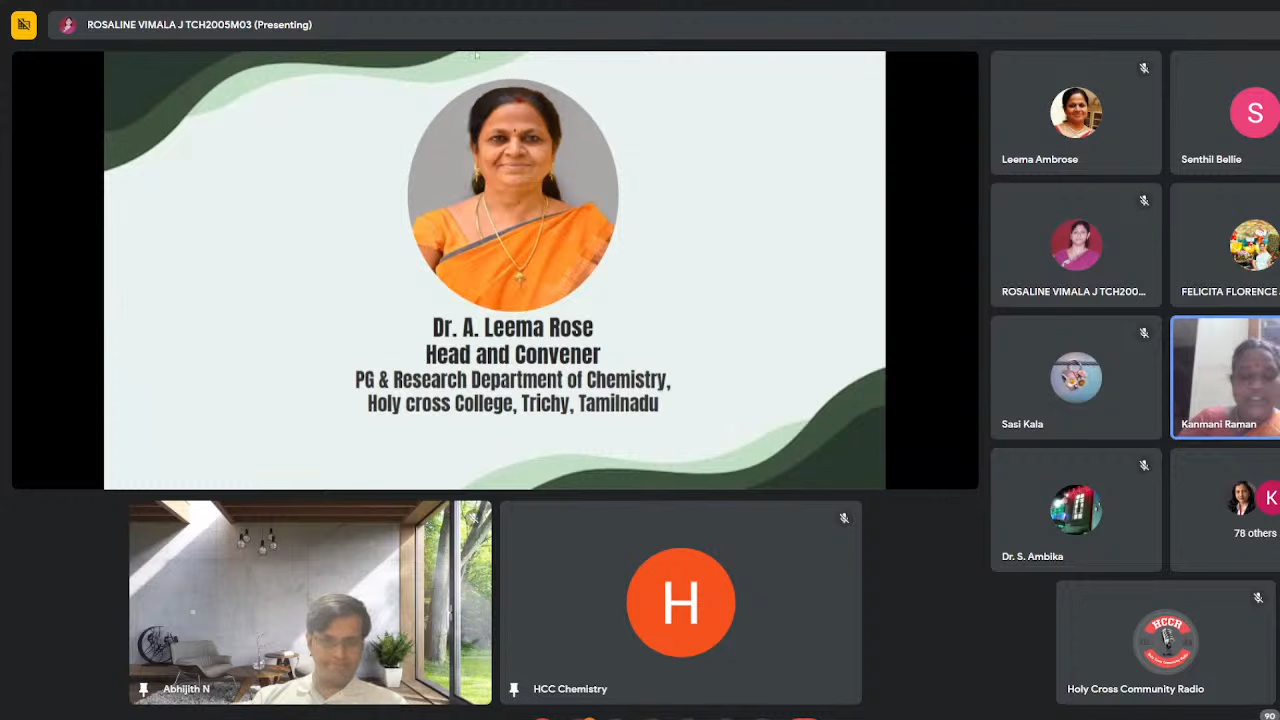 ROSALINE VIMALA J TCH2005M03 (Presenting)
Dr. A. Leema Rose
Head and Convener
PG & Research Department of Chemistry,
Holy cross College, Trichy, Tamilnadu
Leema Ambrose
S
Senthil Bellie
ROSALINE VIMALA J TCH200...
FELICITA FLORENCE
Sasi Kala
Kanmani Raman
Dr. S. Ambika
K
78 others
Abhijith N
H
HCC Chemistry
HCCR
Holy Cross Community Radio
90